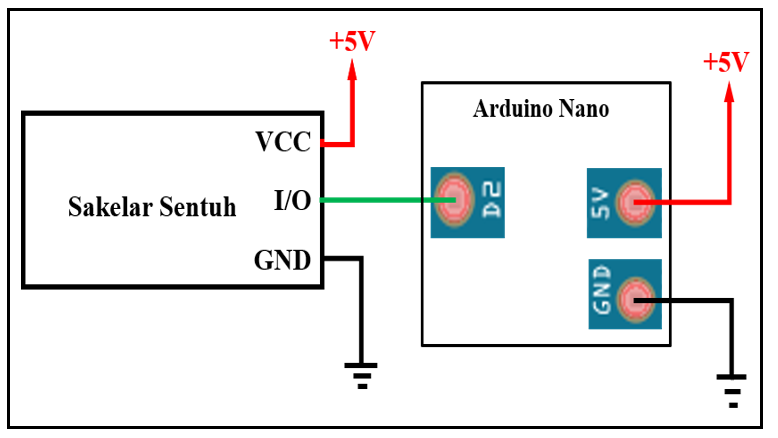 +5V
VCC
Sakelar Sentuh
I/O
GND
+5V
Arduino Nano
D2
5V
GND